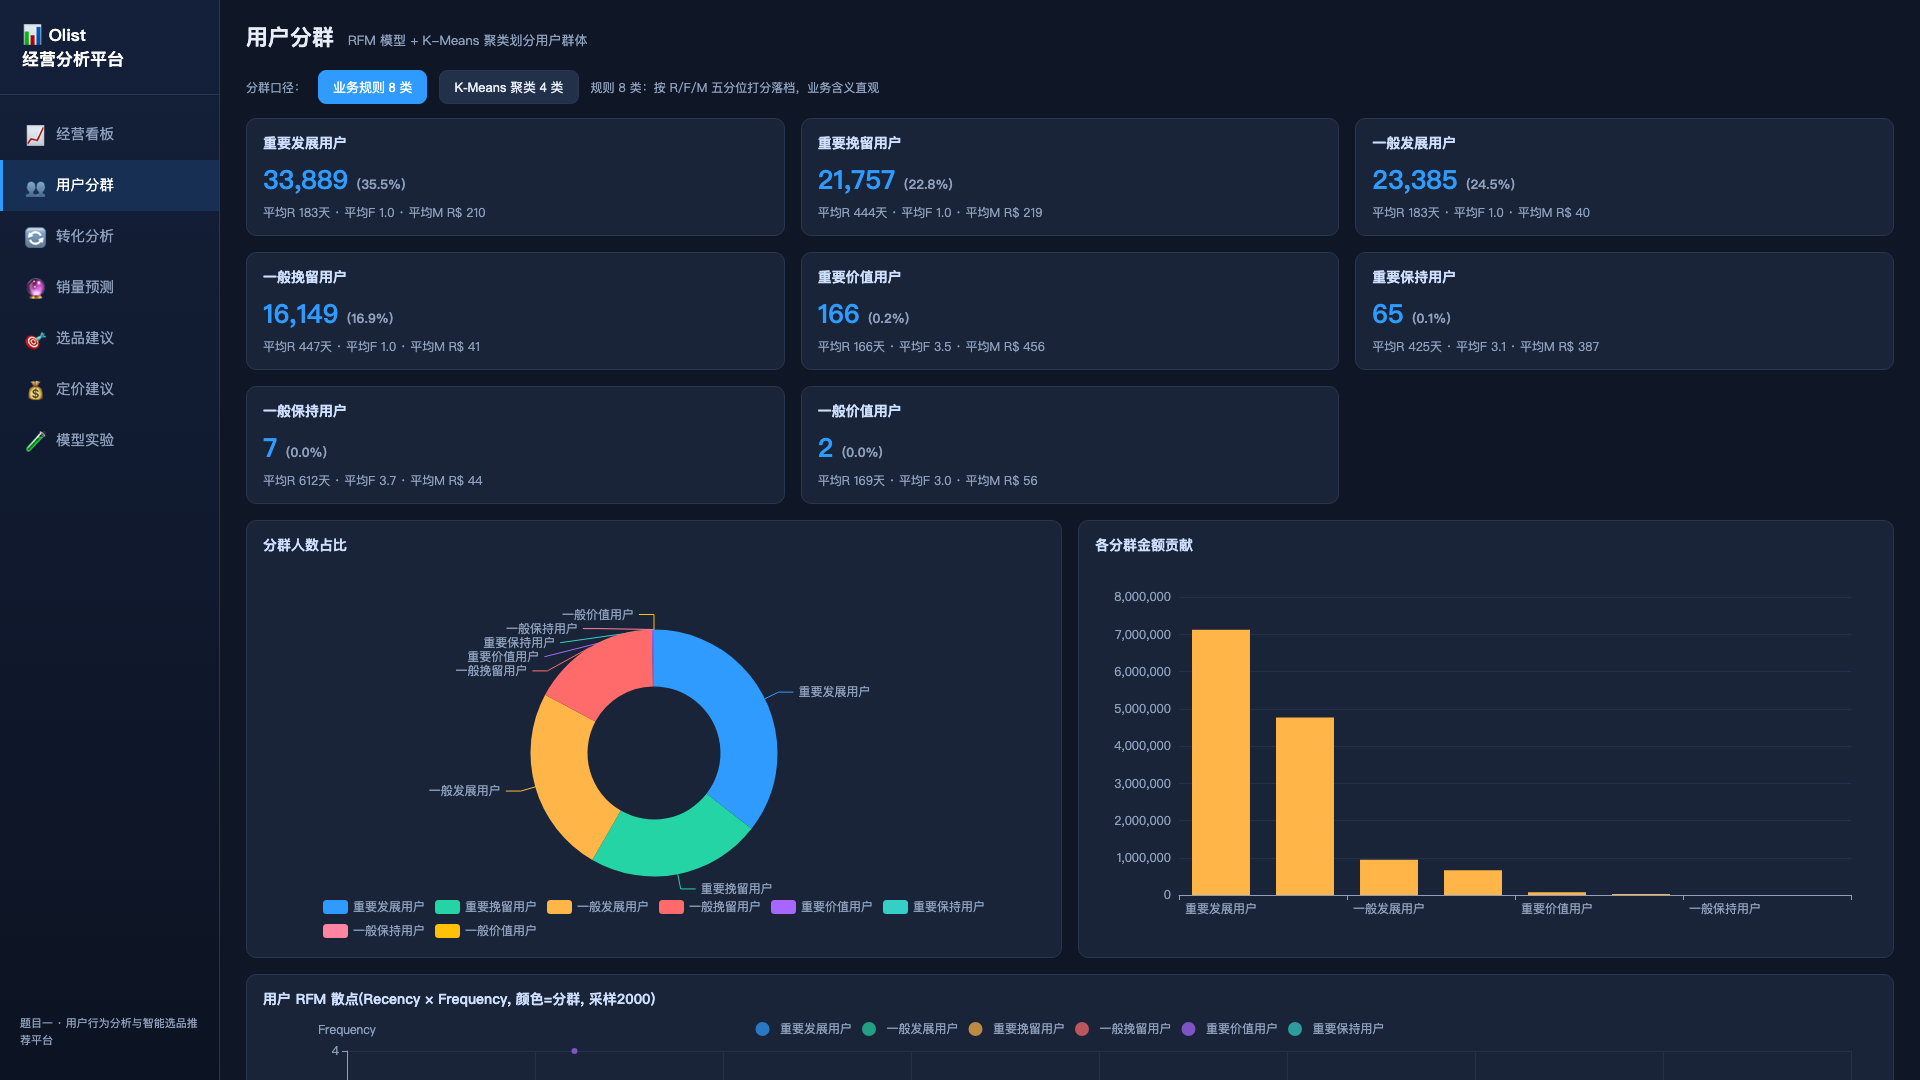 Olist
经营分析平台
经营看板
用户分群
转化分析
销量预测
选品建议
定价建议
模型实验
题目一 · 用户行为分析与智能选品推
荐平台
用户分群 RFM 模型 + K-Means 聚类划分用户群体
分群口径： 业务规则 8 类 K-Means 聚类 4 类 规则 8 类：按 R/F/M 五分位打分落档，业务含义直观
重要发展用户
33,889 (35.5%)
平均R 183天 · 平均F 1.0 · 平均M R$ 210
重要挽留用户
21,757 (22.8%)
平均R 444天 · 平均F 1.0 · 平均M R$ 219
一般发展用户
23,385 (24.5%)
平均R 183天 · 平均F 1.0 · 平均M R$ 40
一般挽留用户
16,149 (16.9%)
平均R 447天 · 平均F 1.0 · 平均M R$ 41
重要价值用户
166 (0.2%)
平均R 166天 · 平均F 3.5 · 平均M R$ 456
重要保持用户
65 (0.1%)
平均R 425天 · 平均F 3.1 · 平均M R$ 387
一般保持用户
7 (0.0%)
平均R 612天 · 平均F 3.7 · 平均M R$ 44
一般价值用户
2 (0.0%)
平均R 169天 · 平均F 3.0 · 平均M R$ 56
分群人数占比
一般价值用户
一般保持用户
重要保持用户
重要价值用户
一般挽留用户
重要发展用户
一般发展用户
重要挽留用户
重要发展用户 重要挽留用户 一般发展用户 一般挽留用户 重要价值用户 重要保持用户
一般保持用户 一般价值用户
各分群金额贡献
8,000,000
7,000,000
6,000,000
5,000,000
4,000,000
3,000,000
2,000,000
1,000,000
0
重要发展用户 一般发展用户 重要价值用户 一般保持用户
用户 RFM 散点(Recency × Frequency, 颜色=分群, 采样2000)
Frequency
重要发展用户 一般发展用户 重要挽留用户 一般挽留用户 重要价值用户 重要保持用户
4